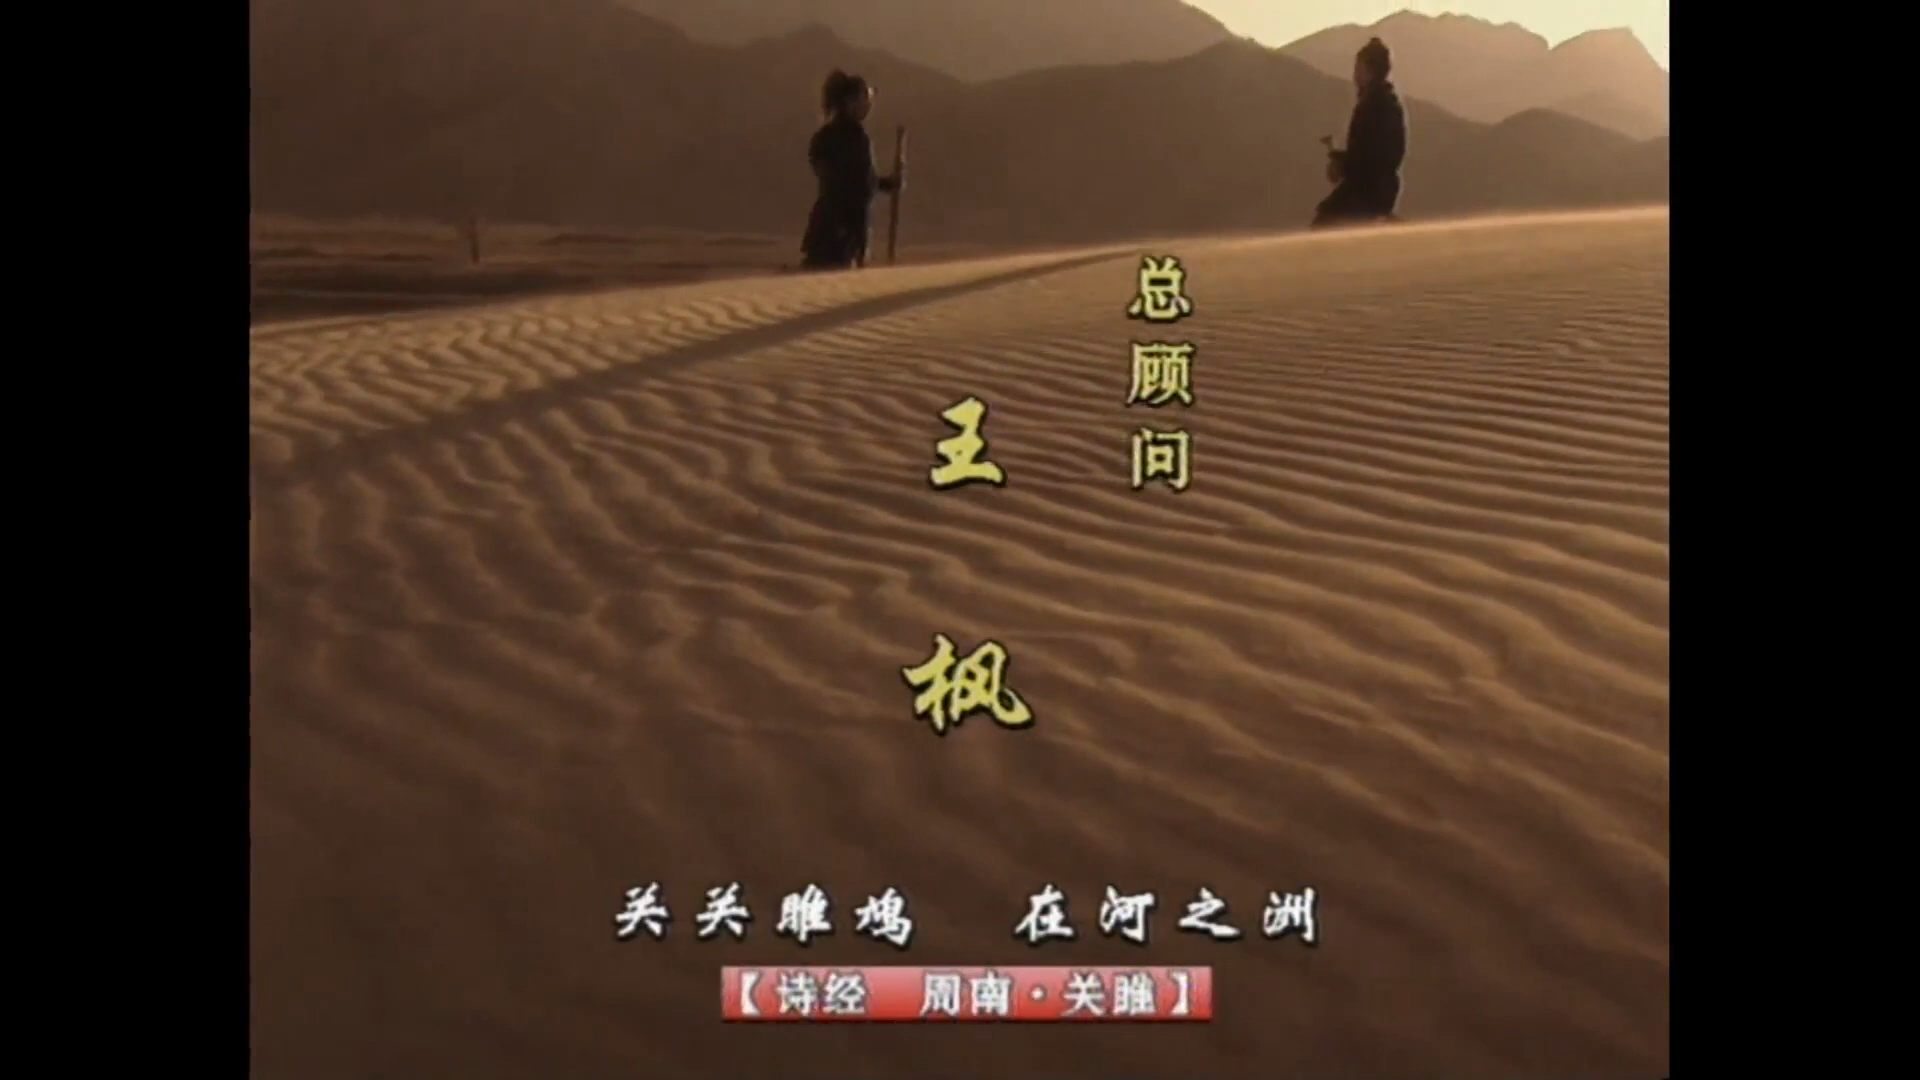 总顾问
王枫
关关雎鸠 在河之洲
【诗经 周南·关雎】